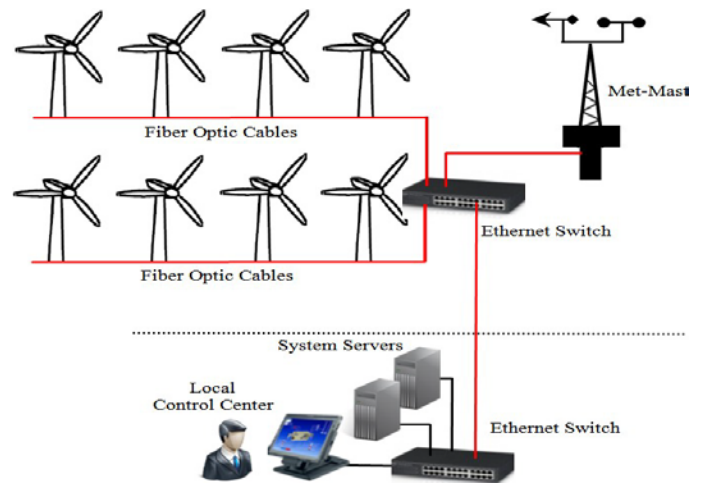 Met-Mast
Fiber Optic Cables
Ethernet Switch
Fiber Optic Cables
System Servers
Local
Control Center
Ethernet Switch